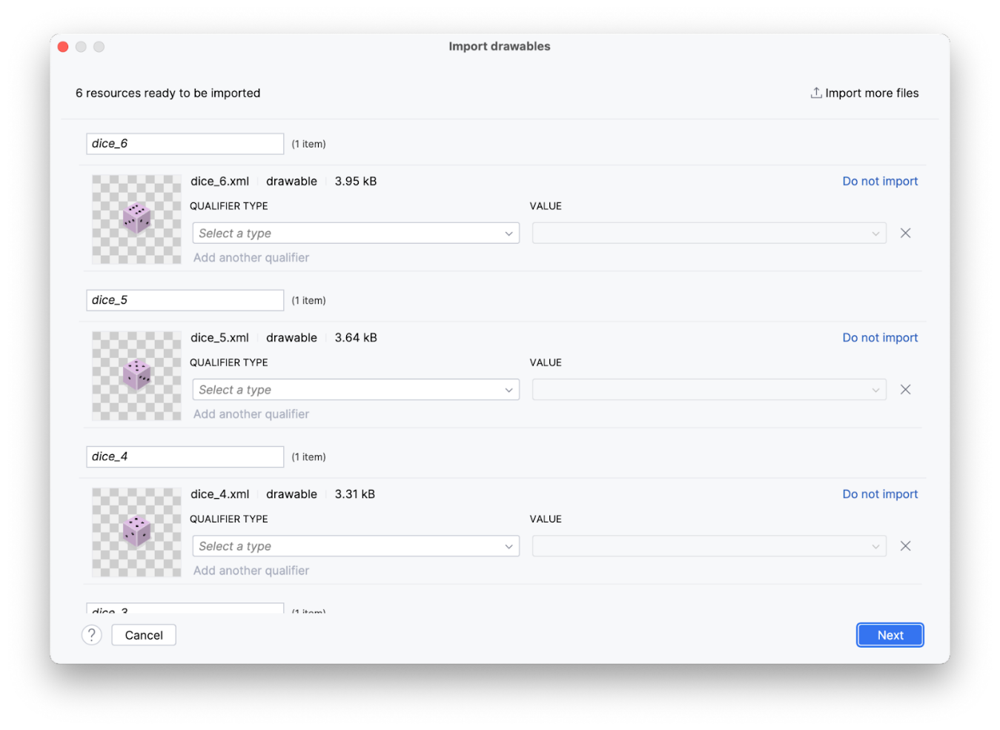 Import drawables
6 resources ready to be imported
Import more files
dice_6 (1 item)
dice_6.xml drawable 3.95 kB Do not import
QUALIFIER TYPE VALUE
Select a type
Add another qualifier
dice_5 (1 item)
dice_5.xml drawable 3.64 kB Do not import
QUALIFIER TYPE VALUE
Select a type
Add another qualifier
dice_4 (1 item)
dice_4.xml drawable 3.31 kB Do not import
QUALIFIER TYPE VALUE
Select a type
Add another qualifier
dice_3 (1 item)
? Cancel Next